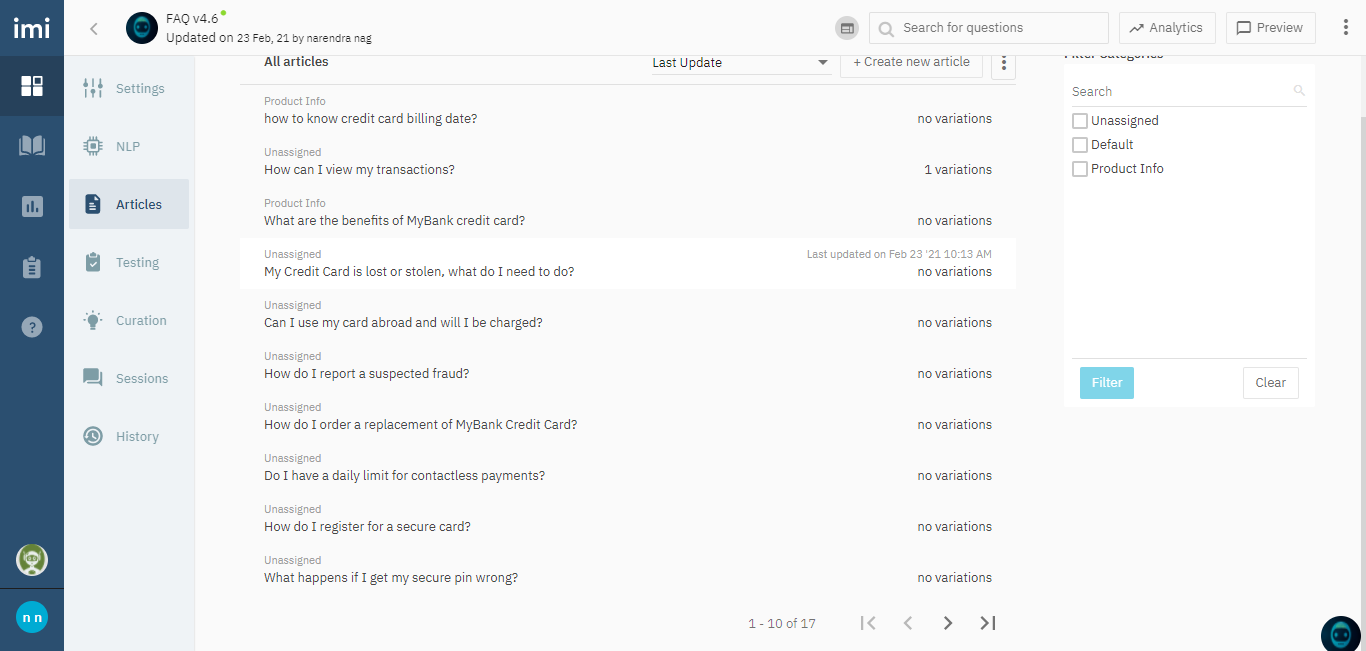 imi
FAQ v4.6
Updated on 23 Feb, 21 by narendra nag
Search for questions
Analytics
Preview
Settings
NLP
Articles
Testing
Curation
Sessions
History
n n
All articles
Last Update
+ Create new article
Product Info
how to know credit card billing date?
no variations
Unassigned
How can I view my transactions?
1 variations
Product Info
What are the benefits of MyBank credit card?
no variations
Unassigned
Last updated on Feb 23 '21 10:13 AM
My Credit Card is lost or stolen, what do I need to do?
no variations
Unassigned
Can I use my card abroad and will I be charged?
no variations
Unassigned
How do I report a suspected fraud?
no variations
Unassigned
How do I order a replacement of MyBank Credit Card?
no variations
Unassigned
Do I have a daily limit for contactless payments?
no variations
Unassigned
How do I register for a secure card?
no variations
Unassigned
What happens if I get my secure pin wrong?
no variations
1 - 10 of 17
Filter Categories
Search
Unassigned
Default
Product Info
Filter
Clear